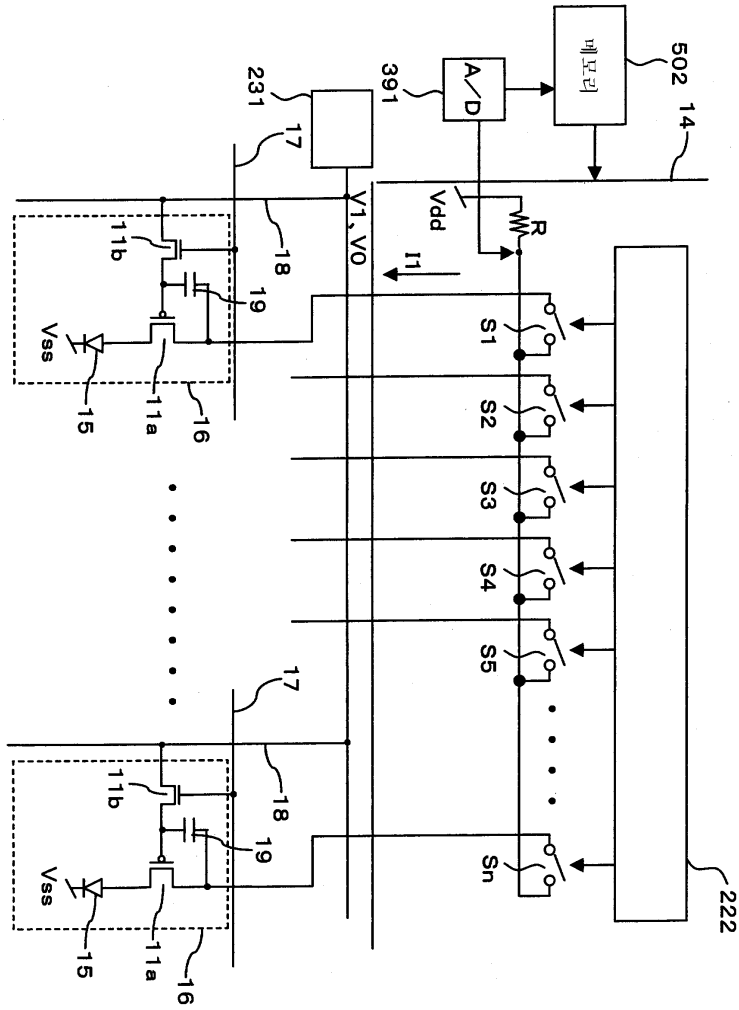 502
메모리
14
391
A/D
231
17
Vdd
R
V1、V0
I1
18
11b
19
Vss
15
11a
16
S1
S2
S3
S4
S5
Sn
222
17
18
11b
19
Vss
15
11a
16